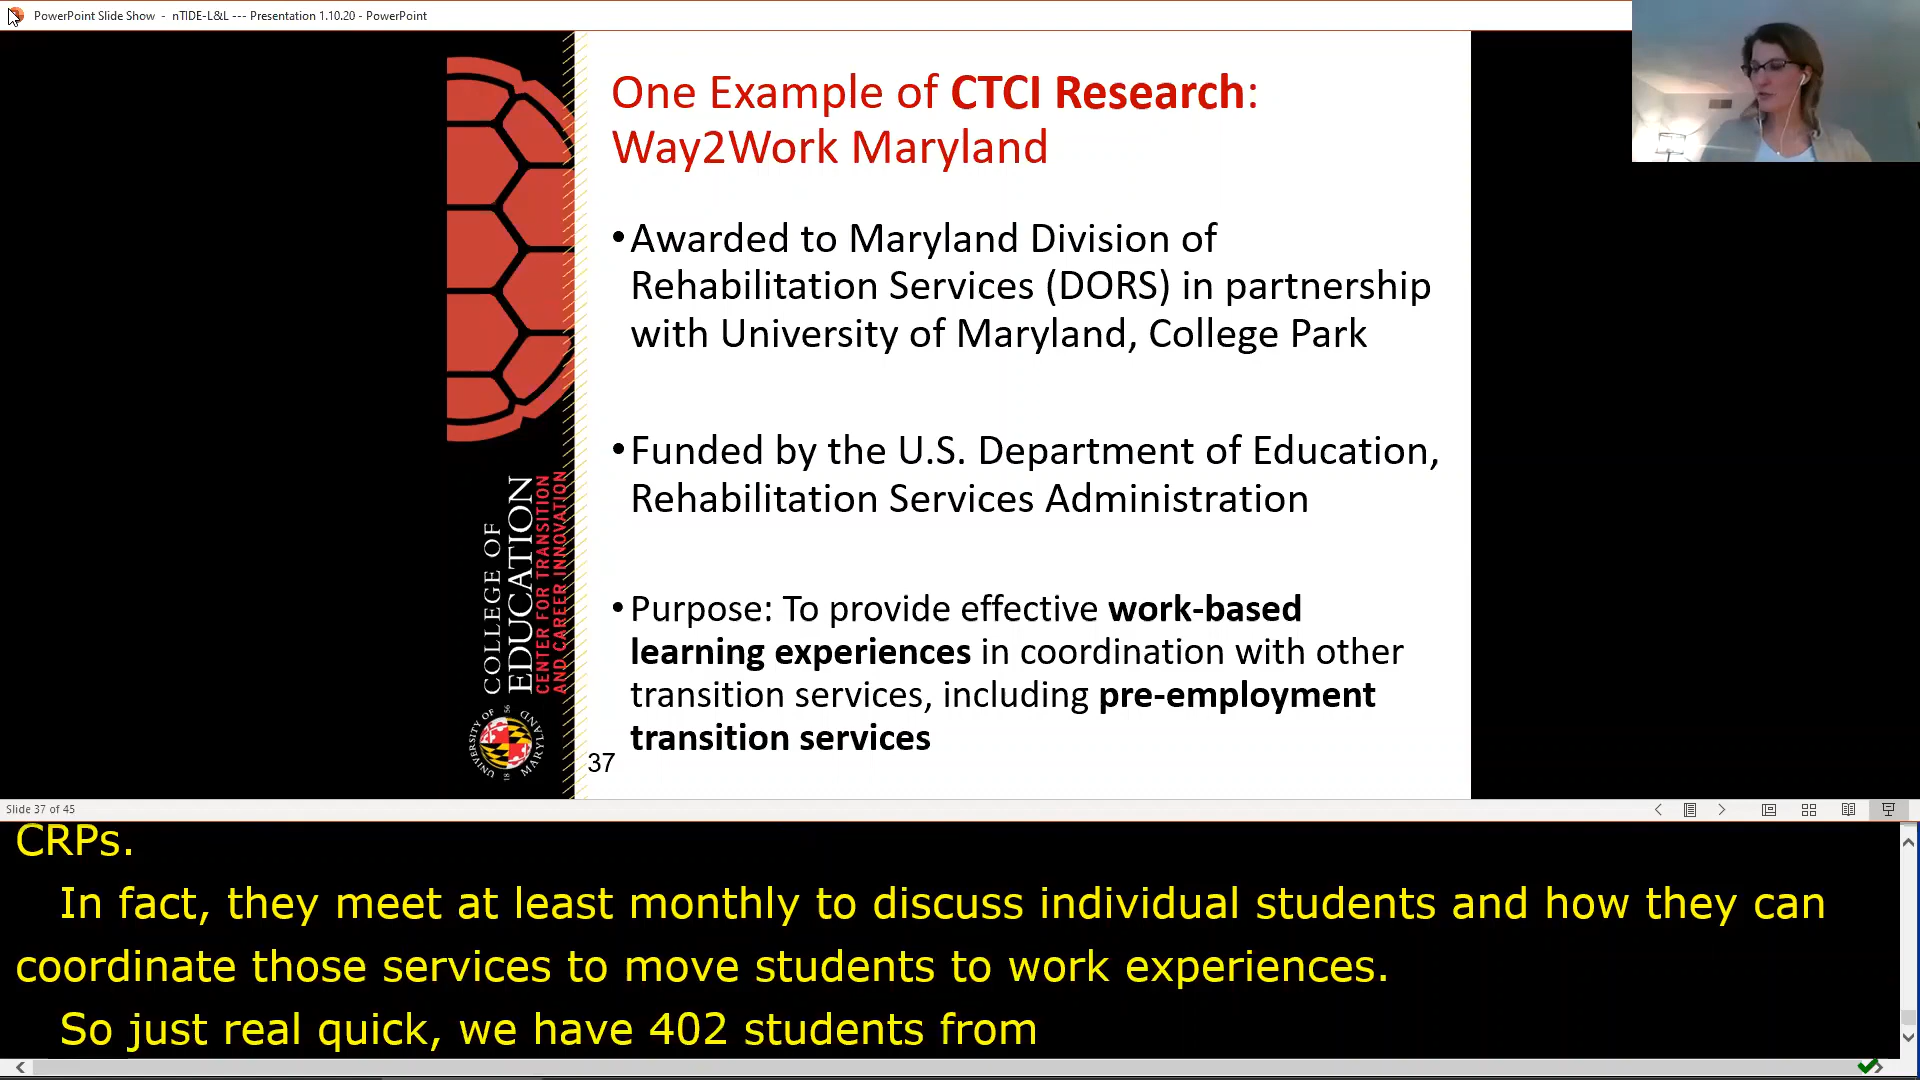 PowerPoint Slide Show - nTIDE-L&L --- Presentation 1.10.20 - PowerPoint
One Example of CTCI Research:
Way2Work Maryland
•Awarded to Maryland Division of
Rehabilitation Services (DORS) in partnership
with University of Maryland, College Park
•Funded by the U.S. Department of Education,
Rehabilitation Services Administration
•Purpose: To provide effective work-based
learning experiences in coordination with other
transition services, including pre-employment
transition services
37
COLLEGE OF
EDUCATION
CENTER FOR TRANSITION
AND CAREER INNOVATION
UNIVERSITY OF
MARYLAND
18 56
Slide 37 of 45
CRPs.
In fact, they meet at least monthly to discuss individual students and how they can
coordinate those services to move students to work experiences.
So just real quick, we have 402 students from